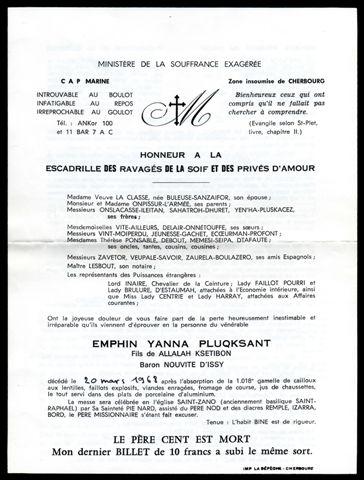 MINISTÈRE DE LA SOUFFRANCE EXAGÉRÉE
CAP MARINE
INTROUVABLE AU BOULOT
INFATIGABLE AU REPOS
IRREPROCHABLE AU GOULOT
Tél. : ANKor 100
et 11 BAR 7 A C
M
Zone insoumise de CHERBOURG
Bienheureux ceux qui ont
compris qu'il ne fallait pas
chercher à comprendre.
(Evangile selon St-Piet,
livre, chapitre II.)
HONNEUR A LA
ESCADRILLE DES RAVAGÉS DE LA SOIF ET DES PRIVÉS D'AMOUR
Madame Veuve LA CLASSE, née BULEUSE-SANZAIFOR, son épouse ;
Monsieur et Madame ONPISSUR-L'ARMÉE, ses parents ;
Messieurs ONSLACASSE-ILEITAN, SAHATROH-DHURET, YEN'HA-PLUSKACEZ,
ses frères ;
Mesdemoiselles VITE-AILLEURS, DELAIR-ONNÉTOUFFE, ses sœurs ;
Messieurs VINT-MOIPERDU, JEUNESSE-GACHET, ECŒURMAN-PROFONT ;
Mesdames Thérèse PONSABLE, DEBOUT, MEMESI-SEIPA, DTAFAUTE ;
ses oncles, tantes, cousins, cousines ;
Messieurs ZAVETOR, VEUPALE-SAVOIR, ZAURELA-BOULAZERO, ses amis Espagnols ;
Maître LESBOUT, son notaire ;
Les représentants des Puissances étrangères :
Lord INAIRE, Chevalier de la Ceinture ; Lady FAILLOT POURRI et
Lady BRULURE, D'ESTAUMAH, attachées à l'Economie intérieure, ainsi
que Miss Lady CENTRIE et Lady HARRAY, attachées aux Affaires
courantes ;
Ont la joyeuse douleur de vous faire part de la perte heureusement inestimable et
irréparable qu'ils viennent d'éprouver en la personne du vénérable
EMPHIN YANNA PLUQKSANT
Fils de ALLALAH KSETIBON
Baron NOUVITE D'ISSY
décédé le 20 mars 1968 après l'absorption de la 1.018e gamelle de cailloux
aux lentilles, faillots explosifs, viandes enragées, fromage de course, jus de chaussettes,
le tout servi dans des plats de porcelaine d'aluminium.
La messe sera célébrée en l'église SAINT-ZANO (anciennement basilique SAINT-
RAPHAEL) par Sa Sainteté PIE NARD, assisté du PERE NOD et des diacres REMPLE, IZARRA,
BORO, le PERE MISSIONNAIRE s'étant fait excuser.
Tenue : L'habit BINE est de rigueur.
LE PÈRE CENT EST MORT
Mon dernier BILLET de 10 francs a subi le même sort.
IMP LA DÉPÊCHE - CHERBOURG